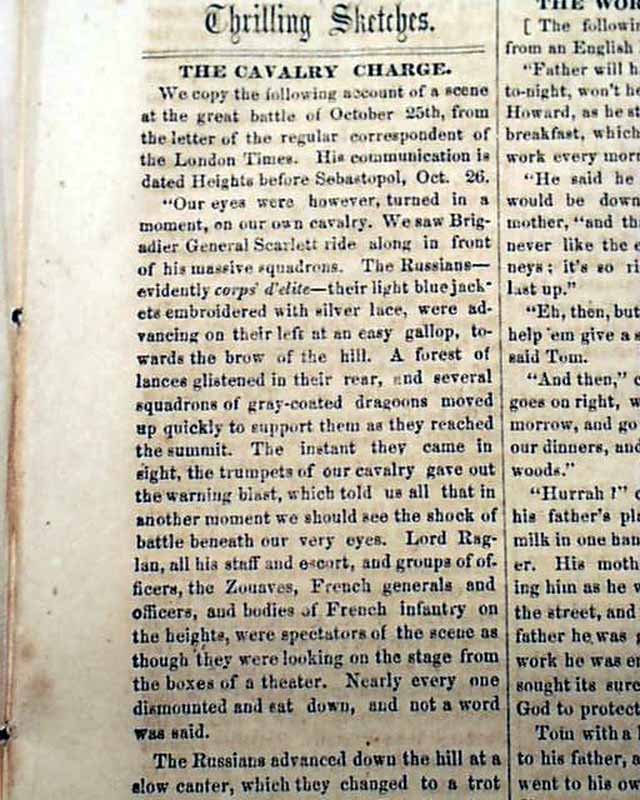 Thrilling Sketches.
THE CAVALRY CHARGE.
We copy the following account of a scene
at the great battle of October 25th, from
the letter of the regular correspondent of
the London Times. His communication is
dated Heights before Sebastopol, Oct. 26.
"Our eyes were however, turned in a
moment, on our own cavalry. We saw Brig-
adier General Scarlett ride along in front
of his massive squadrons. The Russians—
evidently corps d'elite—their light blue jack-
ets embroidered with silver lace, were ad-
vancing on their left at an easy gallop, to-
wards the brow of the hill. A forest of
lances glistened in their rear, and several
squadrons of gray-coated dragoons moved
up quickly to support them as they reached
the summit. The instant they came in
sight, the trumpets of our cavalry gave out
the warning blast, which told us all that in
another moment we should see the shock of
battle beneath our very eyes. Lord Rag-
lan, all his staff and escort, and groups of of-
ficers, the Zouaves, French generals and
officers, and bodies of French infantry on
the heights, were spectators of the scene as
though they were looking on the stage from
the boxes of a theater. Nearly every one
dismounted and sat down, and not a word
was said.
The Russians advanced down the hill at a
slow canter, which they changed to a trot
THE
[ The
from an English
"Father will
to-night, won't
Howard, as he
breakfast, which
work every
"He said he
would be down
mother, "and
never like the
neys; it's so
last up."
"Eh, then, but
help 'em give a
said Tom.
"And then,"
goes on right,
morrow, and go
our dinners, and
woods."
"Hurrah !"
his father's
milk in one
er. His
ing him as he
the street, and
father he was
work he was
sought its
God to protect
Tom with a
to his father,
went to his